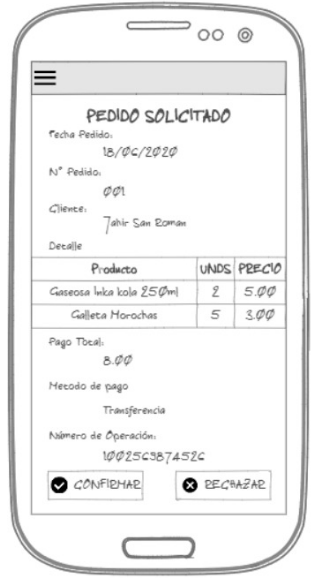 PEDIDO SOLICITADO
Fecha Pedido:
18/06/2020
N° Pedido:
001
Cliente:
Jahir San Roman
Detalle
Producto UNDS PRECIO
Gaseosa Inka kola 250ml 2 5.00
Galleta Morochas 5 3.00
Pago Total:
8.00
Metodo de pago
Transferencia
Número de Operación:
1002569874526
CONFIRMAR RECHAZAR